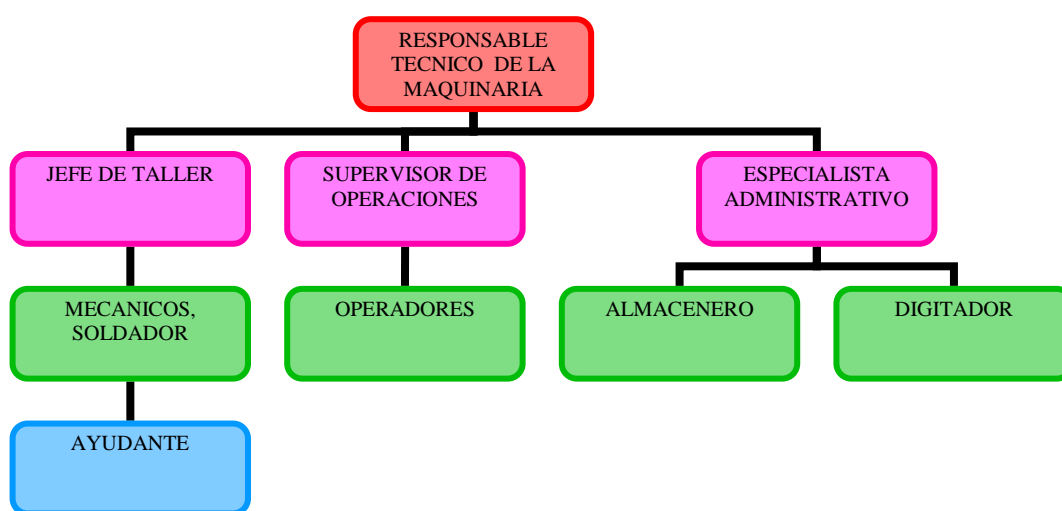 RESPONSABLE
TECNICO DE LA
MAQUINARIA
JEFE DE TALLER
SUPERVISOR DE
OPERACIONES
ESPECIALISTA
ADMINISTRATIVO
MECANICOS,
SOLDADOR
OPERADORES
ALMACENERO
DIGITADOR
AYUDANTE